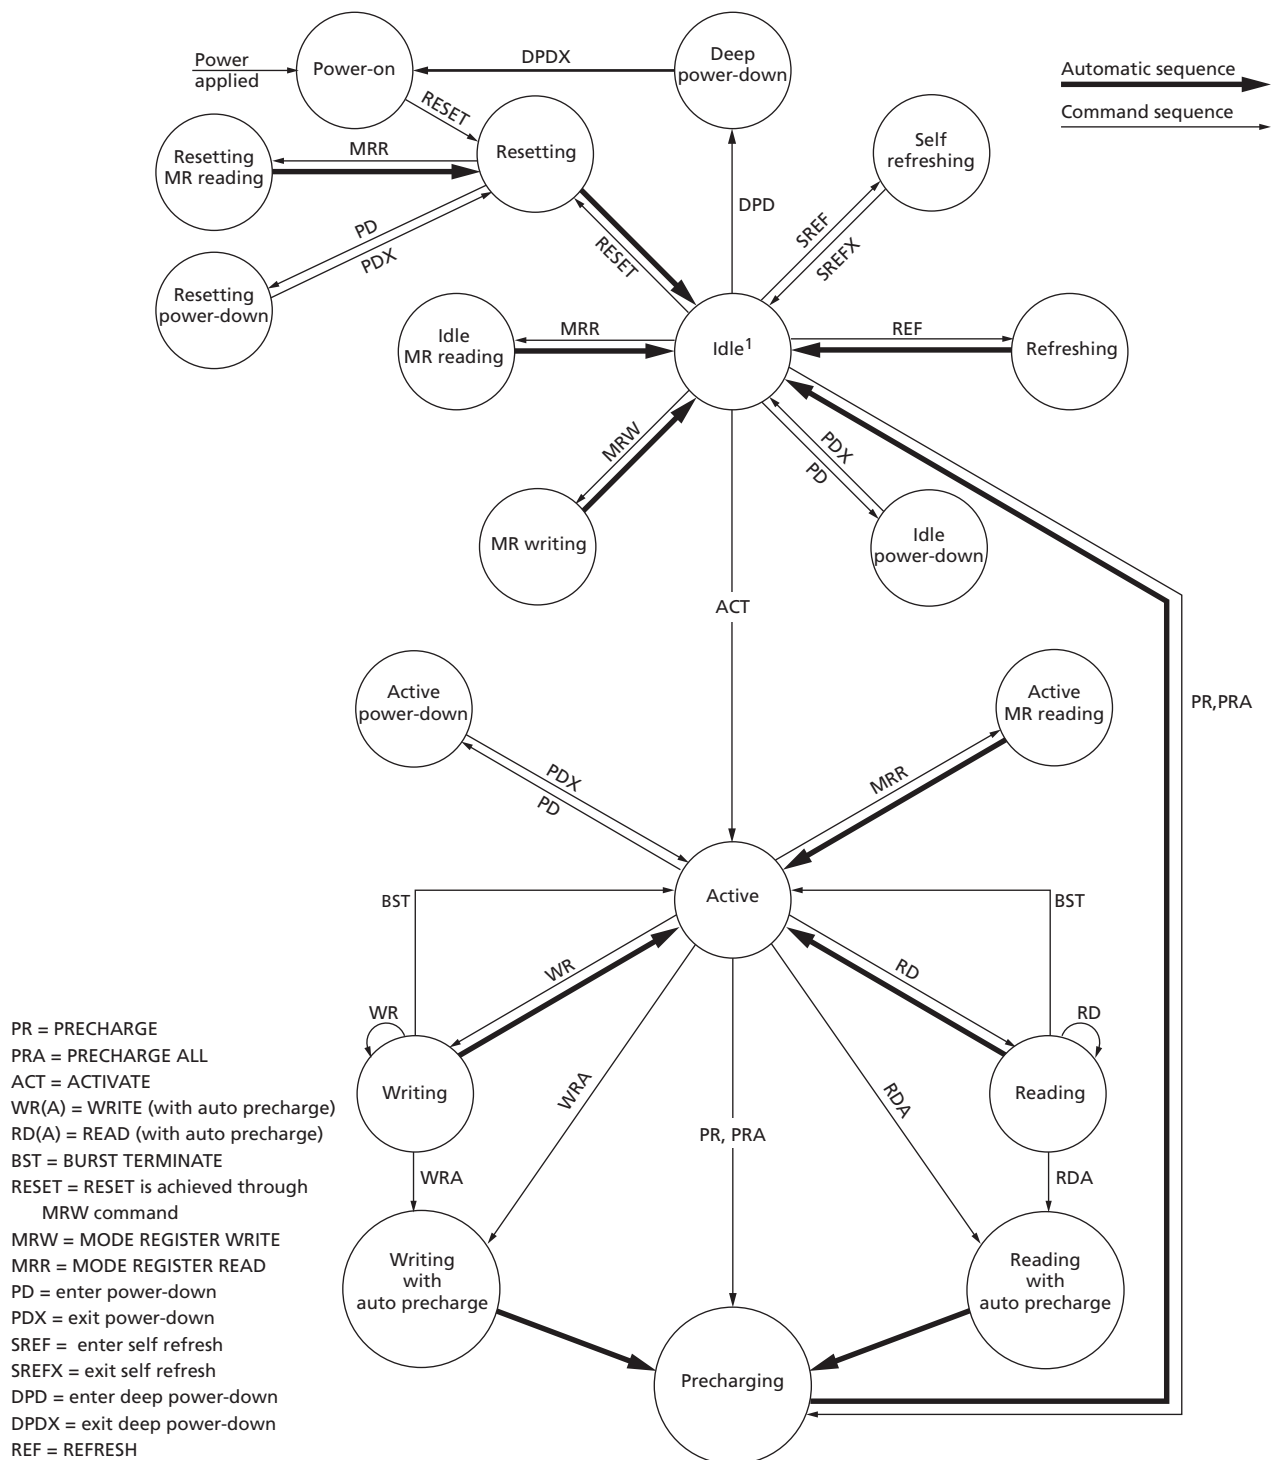 Power
applied
Power-on
DPDX
Deep
power-down
Automatic sequence
Command sequence
RESET
Resetting
MR reading
MRR
Resetting
Self
refreshing
PD
PDX
DPD
SREF
SREFX
RESET
Resetting
power-down
Idle
MR reading
MRR
Idle1
REF
Refreshing
MRW
PDX
PD
MR writing
Idle
power-down
ACT
Active
power-down
Active
MR reading
PR,PRA
PDX
PD
MRR
Active
BST
BST
WR
RD
WR
RD
Writing
Reading
WRA
RDA
PR, PRA
WRA
RDA
Writing
with
auto precharge
Reading
with
auto precharge
Precharging
PR = PRECHARGE
PRA = PRECHARGE ALL
ACT = ACTIVATE
WR(A) = WRITE (with auto precharge)
RD(A) = READ (with auto precharge)
BST = BURST TERMINATE
RESET = RESET is achieved through
MRW command
MRW = MODE REGISTER WRITE
MRR = MODE REGISTER READ
PD = enter power-down
PDX = exit power-down
SREF =  enter self refresh
SREFX = exit self refresh
DPD = enter deep power-down
DPDX = exit deep power-down
REF = REFRESH